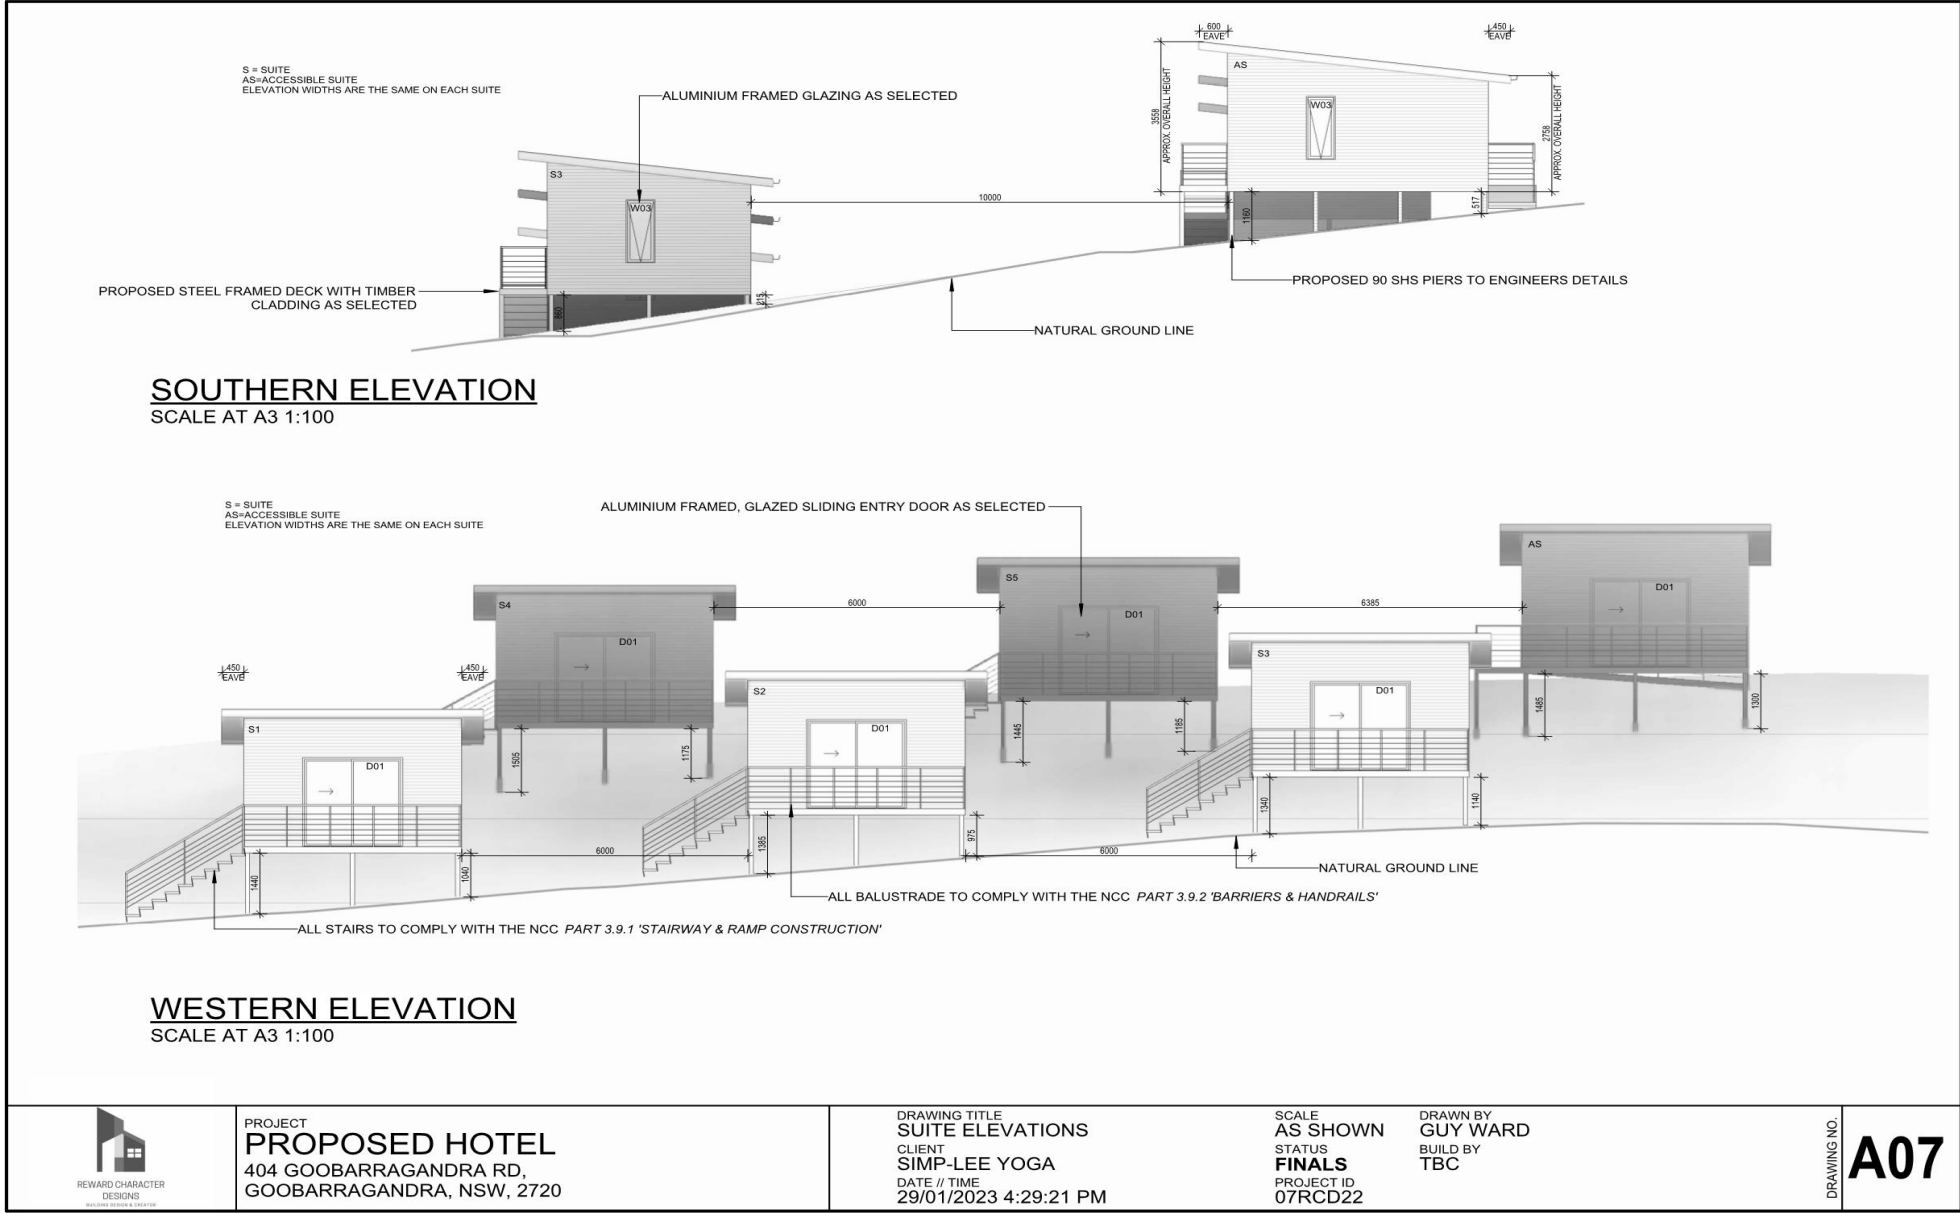 600
EAVE
450
EAVE
S = SUITE
AS=ACCESSIBLE SUITE
ELEVATION WIDTHS ARE THE SAME ON EACH SUITE
ALUMINIUM FRAMED GLAZING AS SELECTED
AS
W03
3558
APPROX. OVERALL HEIGHT
2758
APPROX. OVERALL HEIGHT
S3
W03
10000
1160
517
PROPOSED STEEL FRAMED DECK WITH TIMBER
CLADDING AS SELECTED
860
215
PROPOSED 90 SHS PIERS TO ENGINEERS DETAILS
NATURAL GROUND LINE
SOUTHERN ELEVATION
SCALE AT A3 1:100
S = SUITE
AS=ACCESSIBLE SUITE
ELEVATION WIDTHS ARE THE SAME ON EACH SUITE
ALUMINIUM FRAMED, GLAZED SLIDING ENTRY DOOR AS SELECTED
AS
D01
S5
D01
S4
D01
6000
6385
S3
D01
450
EAVE
450
EAVE
S2
D01
S1
D01
1505
1175
1445
1185
1485
1300
1440
1040
6000
1385
975
6000
1340
1140
NATURAL GROUND LINE
ALL BALUSTRADE TO COMPLY WITH THE NCC PART 3.9.2 'BARRIERS & HANDRAILS'
ALL STAIRS TO COMPLY WITH THE NCC PART 3.9.1 'STAIRWAY & RAMP CONSTRUCTION'
WESTERN ELEVATION
SCALE AT A3 1:100
REWARD CHARACTER
DESIGNS
BUILDING DESIGN & CREATER
PROJECT
PROPOSED HOTEL
404 GOOBARRAGANDRA RD,
GOOBARRAGANDRA, NSW, 2720
DRAWING TITLE
SUITE ELEVATIONS
CLIENT
SIMP-LEE YOGA
DATE // TIME
29/01/2023 4:29:21 PM
SCALE
AS SHOWN
STATUS
FINALS
PROJECT ID
07RCD22
DRAWN BY
GUY WARD
BUILD BY
TBC
DRAWING NO.
A07